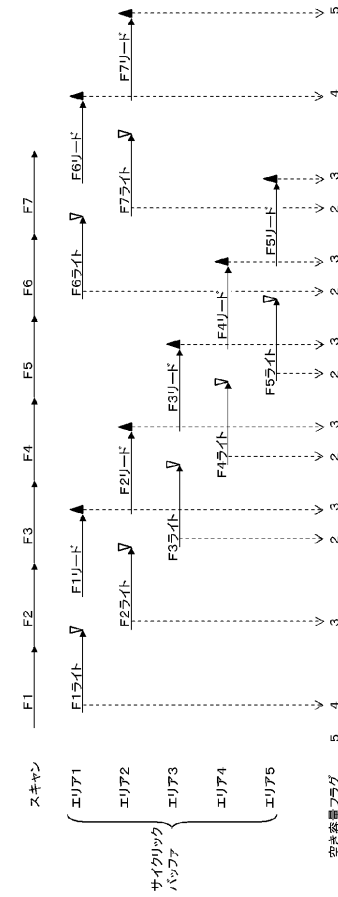 スキャン F1 F2 F3 F4 F5 F6 F7
サイクリック
バッファ
エリア1 F1ライト F1リード F6ライト F6リード
エリア2 F2ライト F2リード F7ライト F7リード
エリア3 F3ライト F3リード
エリア4 F4ライト F4リード
エリア5 F5ライト F5リード
空き容量フラグ 5 4 3 2 3 2 3 2 3 2 3 2 3 4 5